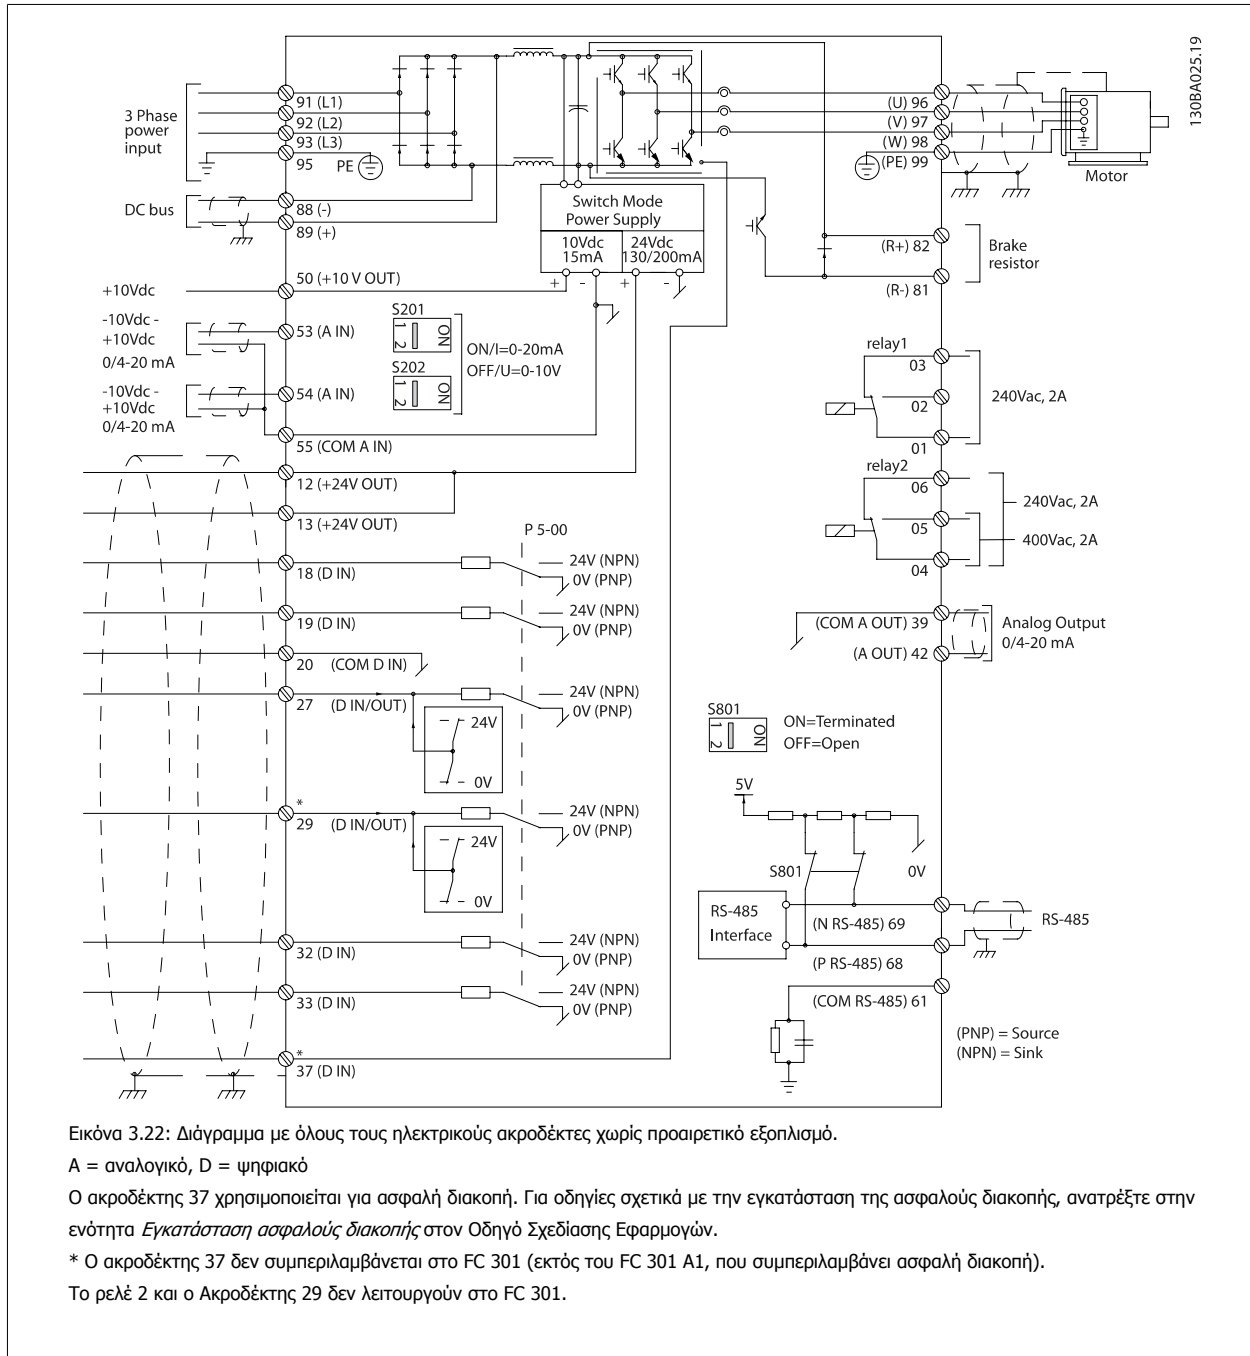 130BA025.19
3 Phase
power
input
91 (L1)
92 (L2)
93 (L3)
95
PE
DC bus
88 (-)
89 (+)
Switch Mode
Power Supply
10Vdc
15mA
24Vdc
130/200mA
+ - + -
(U) 96
(V) 97
(W) 98
(PE) 99
Motor
(R+) 82
(R-) 81
Brake
resistor
+10Vdc
50 (+10 V OUT)
-10Vdc -
+10Vdc
0/4-20 mA
53 (A IN)
-10Vdc -
+10Vdc
0/4-20 mA
54 (A IN)
55 (COM A IN)
S201
1 2
ON
S202
1 2
ON
ON/I=0-20mA
OFF/U=0-10V
relay1
03
02
01
240Vac, 2A
relay2
06
05
04
240Vac, 2A
400Vac, 2A
12 (+24V OUT)
13 (+24V OUT)
P 5-00
18 (D IN)
24V (NPN)
0V (PNP)
19 (D IN)
24V (NPN)
0V (PNP)
20 (COM D IN)
27 (D IN/OUT)
24V (NPN)
0V (PNP)
24V
0V
*
29 (D IN/OUT)
24V (NPN)
0V (PNP)
24V
0V
32 (D IN)
24V (NPN)
0V (PNP)
33 (D IN)
24V (NPN)
0V (PNP)
*
37 (D IN)
(COM A OUT) 39
(A OUT) 42
Analog Output
0/4-20 mA
S801
1 2
ON
ON=Terminated
OFF=Open
5V
S801
0V
RS-485
Interface
(N RS-485) 69
(P RS-485) 68
(COM RS-485) 61
RS-485
(PNP) = Source
(NPN) = Sink
Εικόνα 3.22: Διάγραμμα με όλους τους ηλεκτρικούς ακροδέκτες χωρίς προαιρετικό εξοπλισμό.
A = αναλογικό, D = ψηφιακό
Ο ακροδέκτης 37 χρησιμοποιείται για ασφαλή διακοπή. Για οδηγίες σχετικά με την εγκατάσταση της ασφαλούς διακοπής, ανατρέξτε στην
ενότητα Εγκατάσταση ασφαλούς διακοπής στον Οδηγό Σχεδίασης Εφαρμογών.
* Ο ακροδέκτης 37 δεν συμπεριλαμβάνεται στο FC 301 (εκτός του FC 301 A1, που συμπεριλαμβάνει ασφαλή διακοπή).
Το ρελέ 2 και ο Ακροδέκτης 29 δεν λειτουργούν στο FC 301.